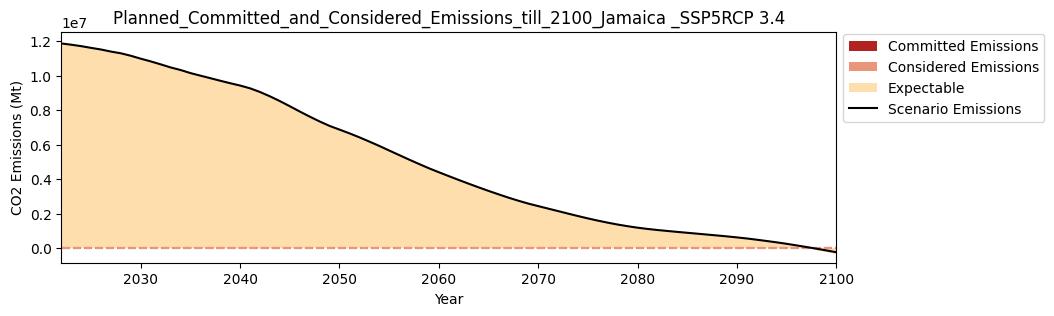 Planned_Committed_and_Considered_Emissions_till_2100_Jamaica _SSP5RCP 3.4
1e7
1.2
1.0
0.8
0.6
0.4
0.2
0.0
CO2 Emissions (Mt)
2030 2040 2050 2060 2070 2080 2090 2100
Year
Committed Emissions
Considered Emissions
Expectable
Scenario Emissions